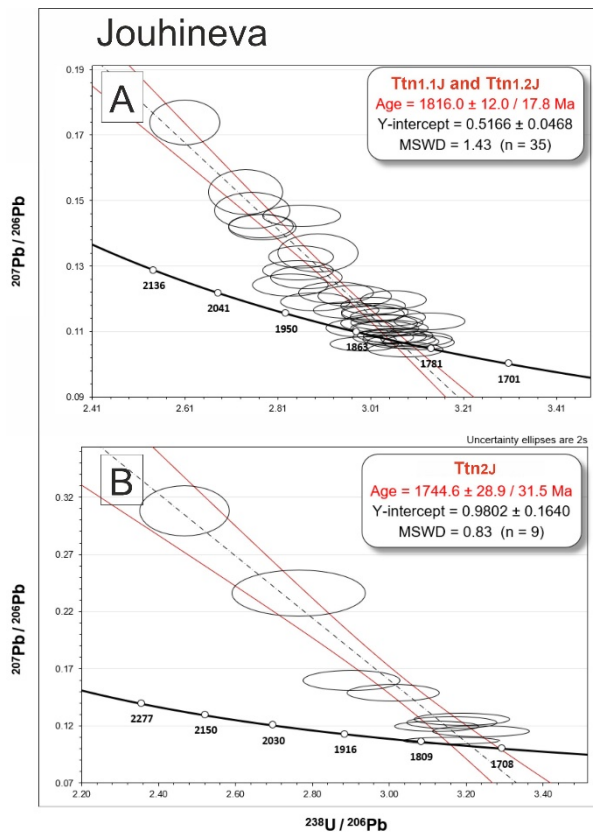 Jouhineva
A
Ttn1.1J and Ttn1.2J
Age = 1816.0 ± 12.0 / 17.8 Ma
Y-intercept = 0.5166 ± 0.0468
MSWD = 1.43 (n = 35)
0.19
0.17
0.15
0.13
0.11
0.09
207Pb / 206Pb
2136
2041
1950
1863
1781
1701
2.41
2.61
2.81
3.01
3.21
3.41
Uncertainty ellipses are 2s
B
Ttn2J
Age = 1744.6 ± 28.9 / 31.5 Ma
Y-intercept = 0.9802 ± 0.1640
MSWD = 0.83 (n = 9)
0.32
0.27
0.22
0.17
0.12
0.07
207Pb / 206Pb
2277
2150
2030
1916
1809
1708
2.20
2.40
2.60
2.80
3.00
3.20
3.40
238U / 206Pb